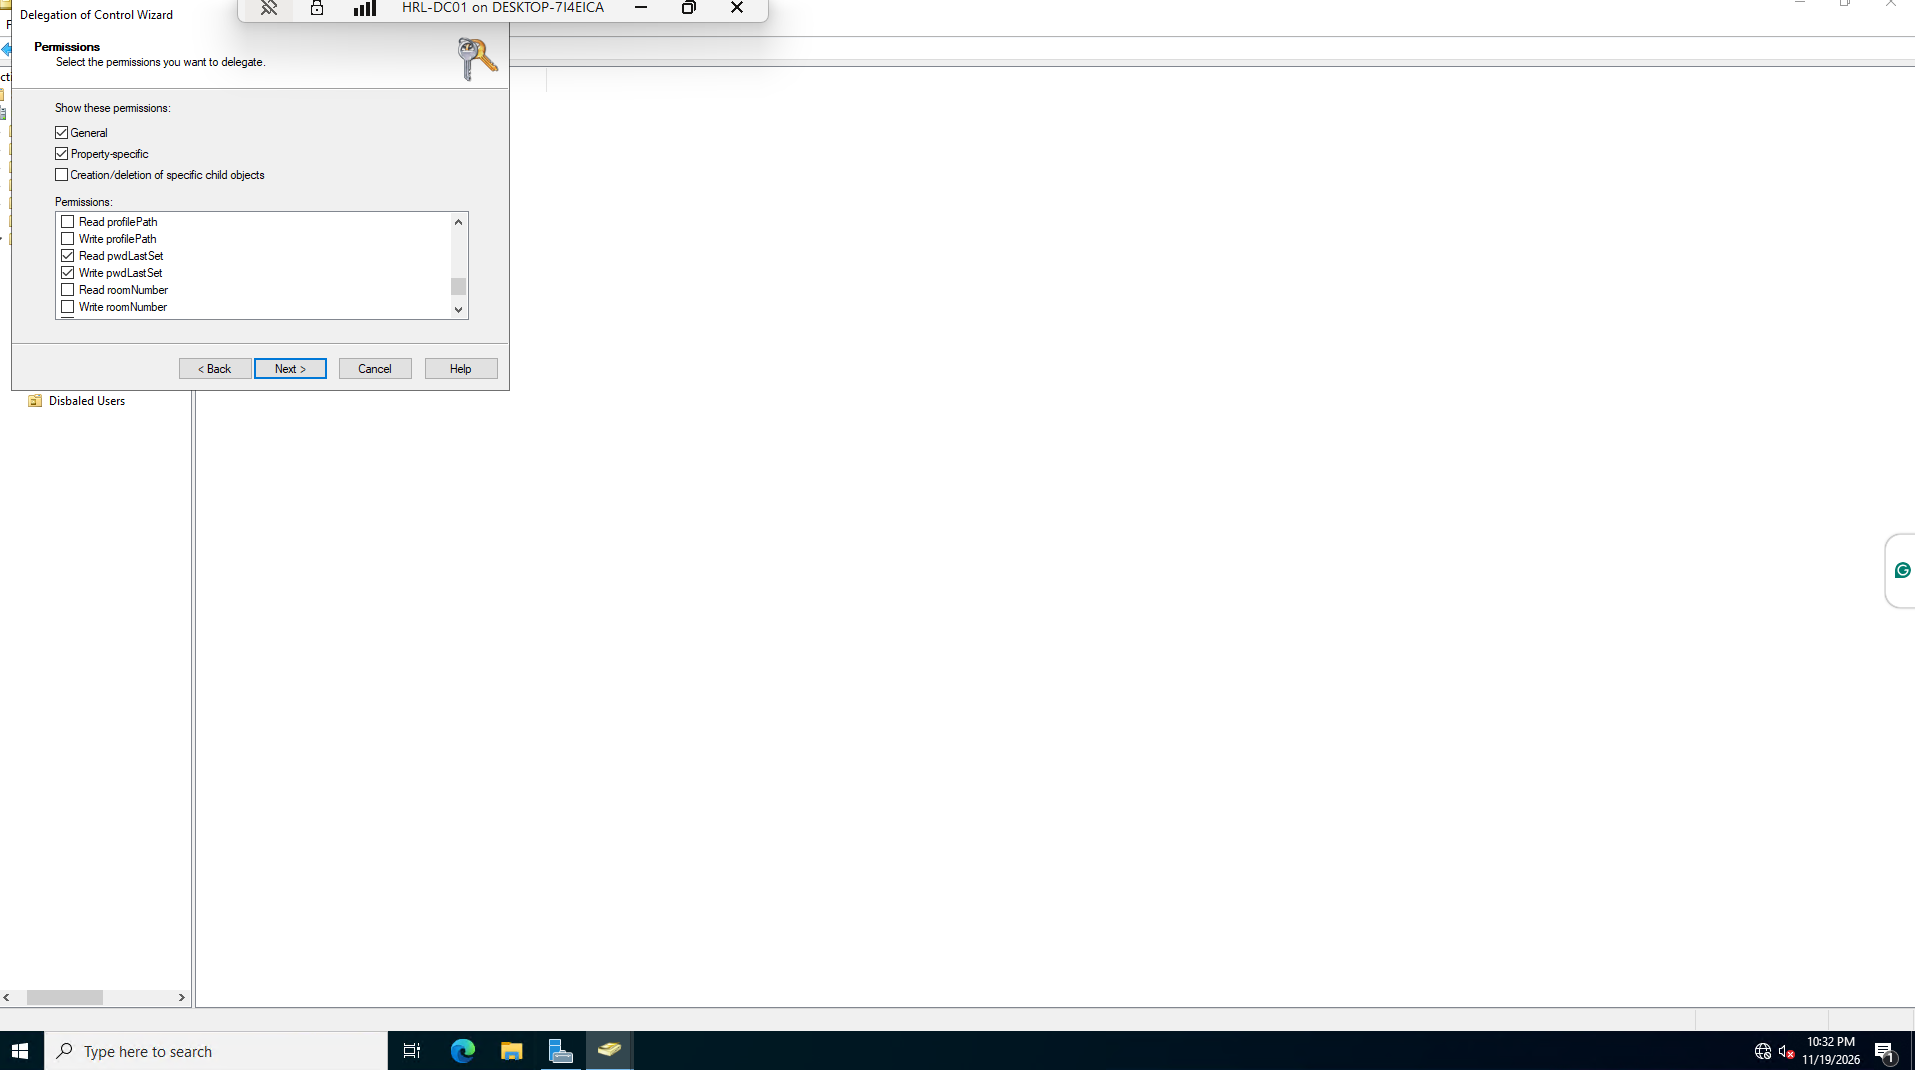 Delegation of Control Wizard
HRL-DC01 on DESKTOP-7I4EICA
Permissions
Select the permissions you want to delegate.
Show these permissions:
General
Property-specific
Creation/deletion of specific child objects
Permissions:
Read profilePath
Write profilePath
Read pwdLastSet
Write pwdLastSet
Read roomNumber
Write roomNumber
< Back
Next >
Cancel
Help
Disbaled Users
Type here to search
10:32 PM
11/19/2026
1